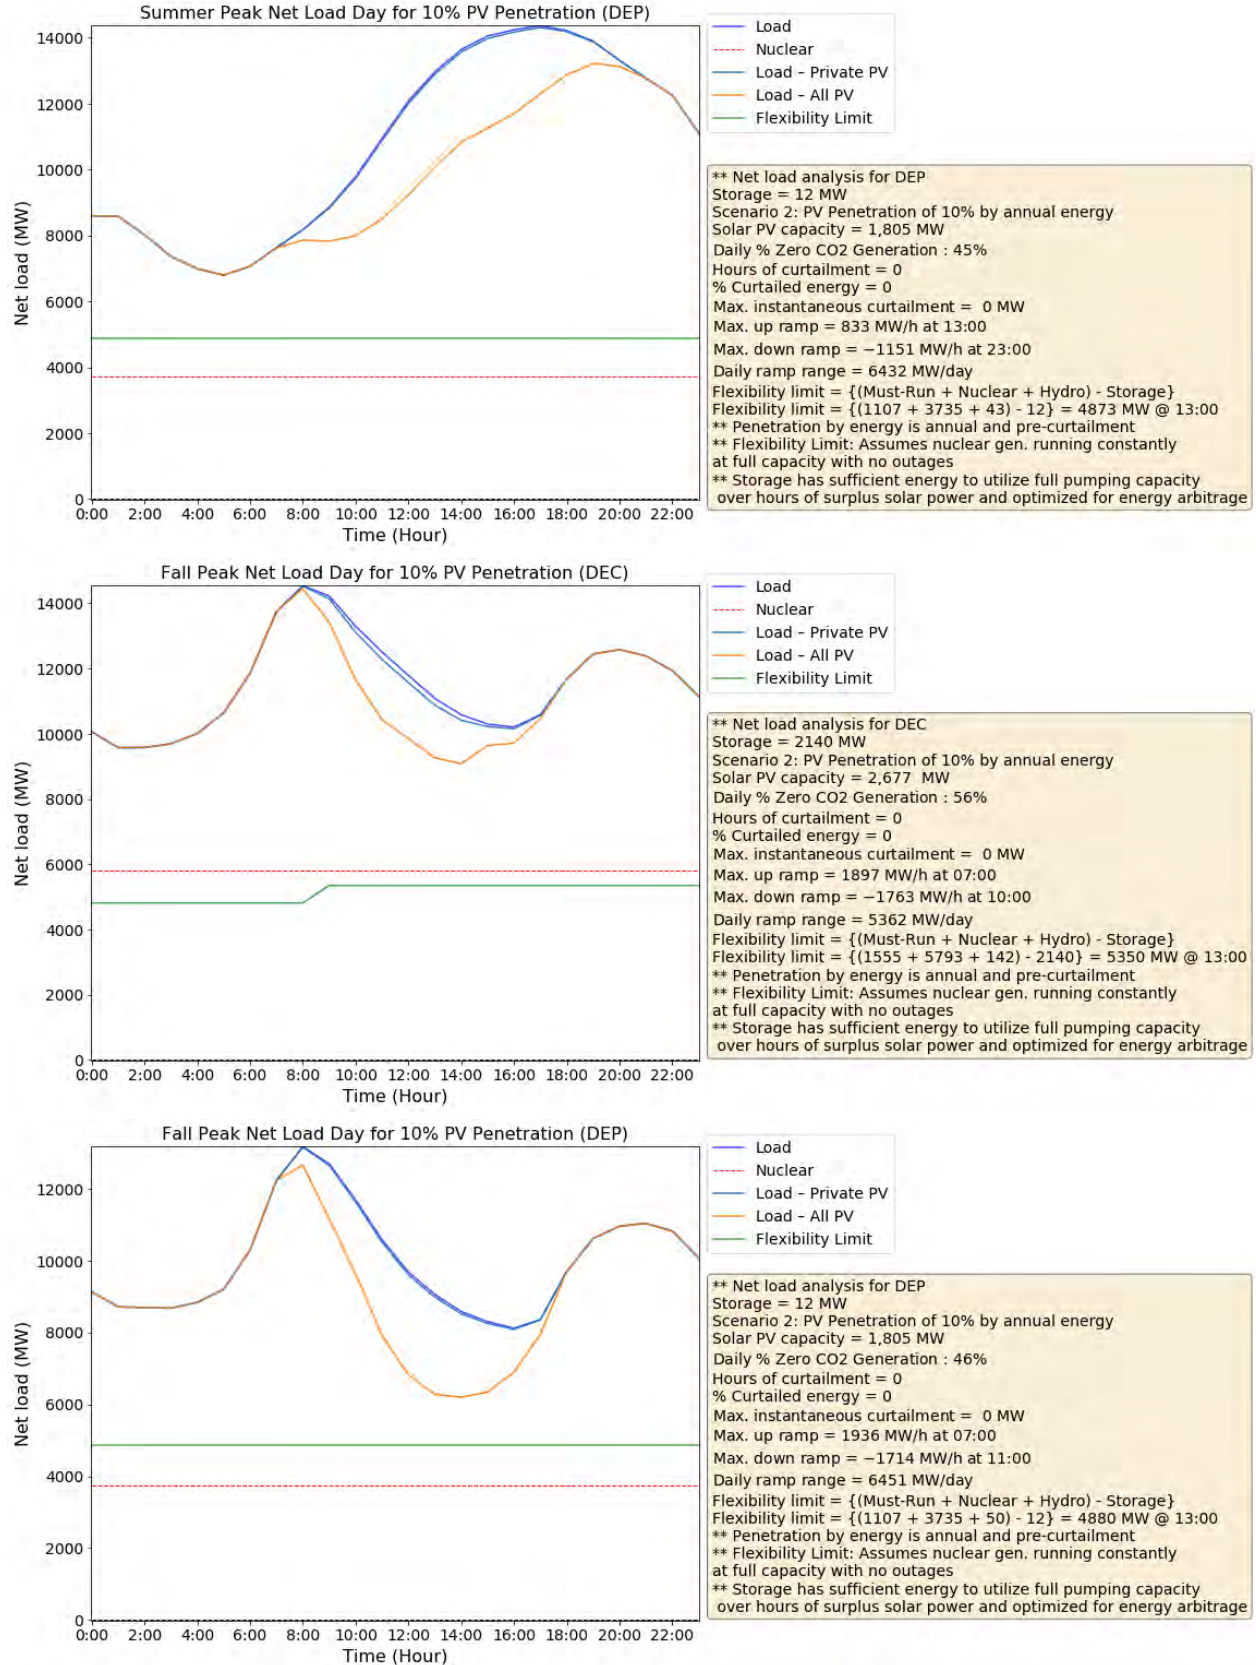 Summer Peak Net Load Day for 10% PV Penetration (DEP)
Net load (MW)
14000
12000
10000
8000
6000
4000
2000
0
0:00 2:00 4:00 6:00 8:00 10:00 12:00 14:00 16:00 18:00 20:00 22:00
Time (Hour)
Load
Nuclear
Load – Private PV
Load – All PV
Flexibility Limit
** Net load analysis for DEP
Storage = 12 MW
Scenario 2: PV Penetration of 10% by annual energy
Solar PV capacity = 1,805 MW
Daily % Zero CO2 Generation : 45%
Hours of curtailment = 0
% Curtailed energy = 0
Max. instantaneous curtailment = 0 MW
Max. up ramp = 833 MW/h at 13:00
Max. down ramp = −1151 MW/h at 23:00
Daily ramp range = 6432 MW/day
Flexibility limit = {(Must-Run + Nuclear + Hydro) - Storage}
Flexibility limit = {(1107 + 3735 + 43) - 12} = 4873 MW @ 13:00
** Penetration by energy is annual and pre-curtailment
** Flexibility Limit: Assumes nuclear gen. running constantly
at full capacity with no outages
** Storage has sufficient energy to utilize full pumping capacity
over hours of surplus solar power and optimized for energy arbitrage
Fall Peak Net Load Day for 10% PV Penetration (DEC)
Net load (MW)
14000
12000
10000
8000
6000
4000
2000
0
0:00 2:00 4:00 6:00 8:00 10:00 12:00 14:00 16:00 18:00 20:00 22:00
Time (Hour)
Load
Nuclear
Load – Private PV
Load – All PV
Flexibility Limit
** Net load analysis for DEC
Storage = 2140 MW
Scenario 2: PV Penetration of 10% by annual energy
Solar PV capacity = 2,677 MW
Daily % Zero CO2 Generation : 56%
Hours of curtailment = 0
% Curtailed energy = 0
Max. instantaneous curtailment = 0 MW
Max. up ramp = 1897 MW/h at 07:00
Max. down ramp = −1763 MW/h at 10:00
Daily ramp range = 5362 MW/day
Flexibility limit = {(Must-Run + Nuclear + Hydro) - Storage}
Flexibility limit = {(1555 + 5793 + 142) - 2140} = 5350 MW @ 13:00
** Penetration by energy is annual and pre-curtailment
** Flexibility Limit: Assumes nuclear gen. running constantly
at full capacity with no outages
** Storage has sufficient energy to utilize full pumping capacity
over hours of surplus solar power and optimized for energy arbitrage
Fall Peak Net Load Day for 10% PV Penetration (DEP)
Net load (MW)
12000
10000
8000
6000
4000
2000
0
0:00 2:00 4:00 6:00 8:00 10:00 12:00 14:00 16:00 18:00 20:00 22:00
Time (Hour)
Load
Nuclear
Load – Private PV
Load – All PV
Flexibility Limit
** Net load analysis for DEP
Storage = 12 MW
Scenario 2: PV Penetration of 10% by annual energy
Solar PV capacity = 1,805 MW
Daily % Zero CO2 Generation : 46%
Hours of curtailment = 0
% Curtailed energy = 0
Max. instantaneous curtailment = 0 MW
Max. up ramp = 1936 MW/h at 07:00
Max. down ramp = −1714 MW/h at 11:00
Daily ramp range = 6451 MW/day
Flexibility limit = {(Must-Run + Nuclear + Hydro) - Storage}
Flexibility limit = {(1107 + 3735 + 50) - 12} = 4880 MW @ 13:00
** Penetration by energy is annual and pre-curtailment
** Flexibility Limit: Assumes nuclear gen. running constantly
at full capacity with no outages
** Storage has sufficient energy to utilize full pumping capacity
over hours of surplus solar power and optimized for energy arbitrage